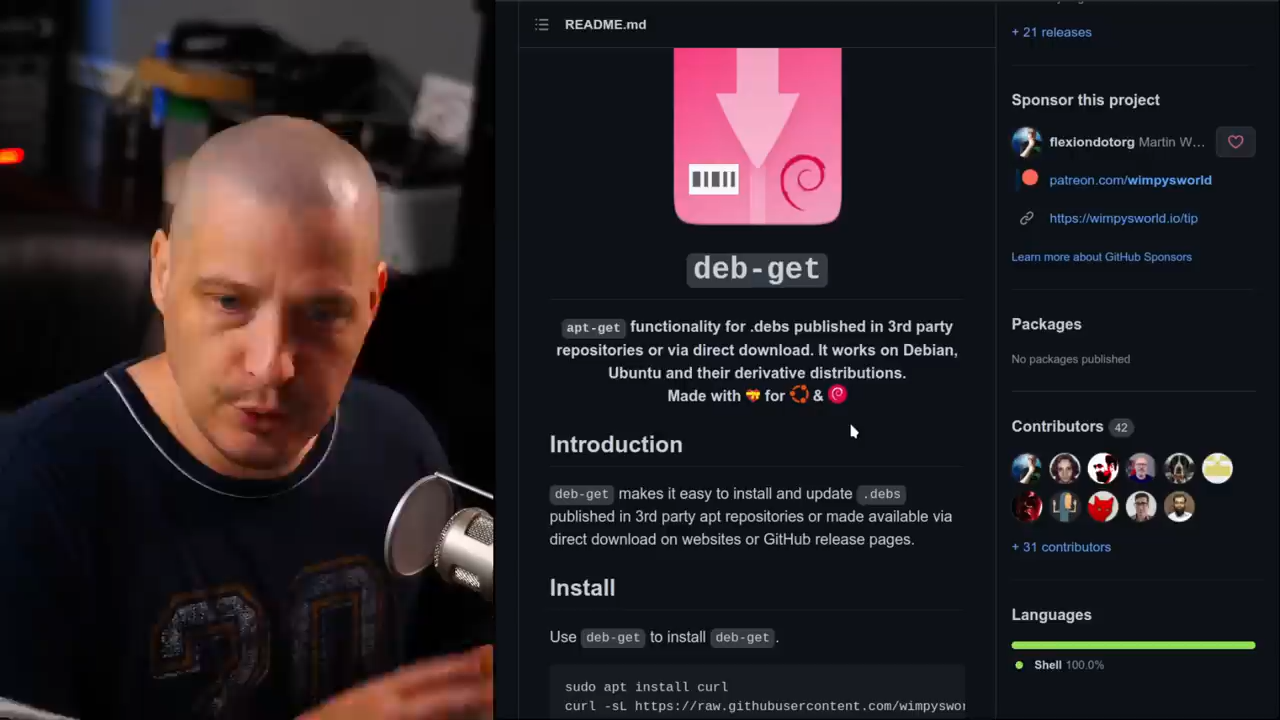 README.md
deb-get
apt-get functionality for .debs published in 3rd party
repositories or via direct download. It works on Debian,
Ubuntu and their derivative distributions.
Made with 💝 for & 
Introduction
deb-get makes it easy to install and update .debs
published in 3rd party apt repositories or made available via
direct download on websites or GitHub release pages.
Install
Use deb-get to install deb-get.
sudo apt install curl
curl -sL https://raw.githubusercontent.com/wimpyswor
+ 21 releases
Sponsor this project
flexiondotorg Martin W...
patreon.com/wimpysworld
https://wimpysworld.io/tip
Learn more about GitHub Sponsors
Packages
No packages published
Contributors 42
+ 31 contributors
Languages
Shell 100.0%